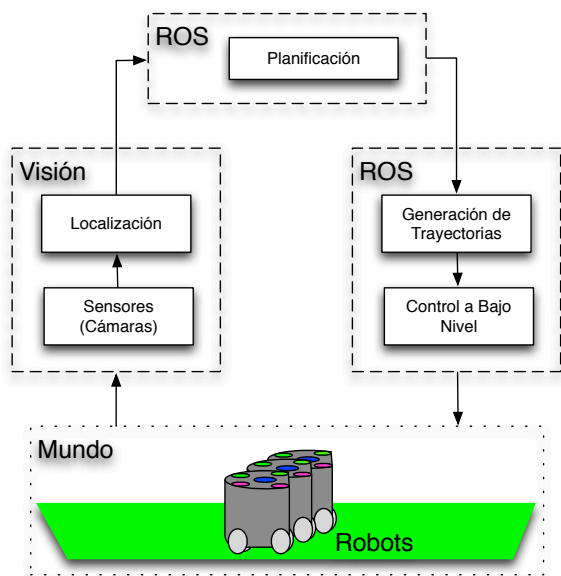 ROS
Planificación
Visión
Localización
Sensores
(Cámaras)
ROS
Generación de
Trayectorias
Control a Bajo
Nivel
Mundo
Robots